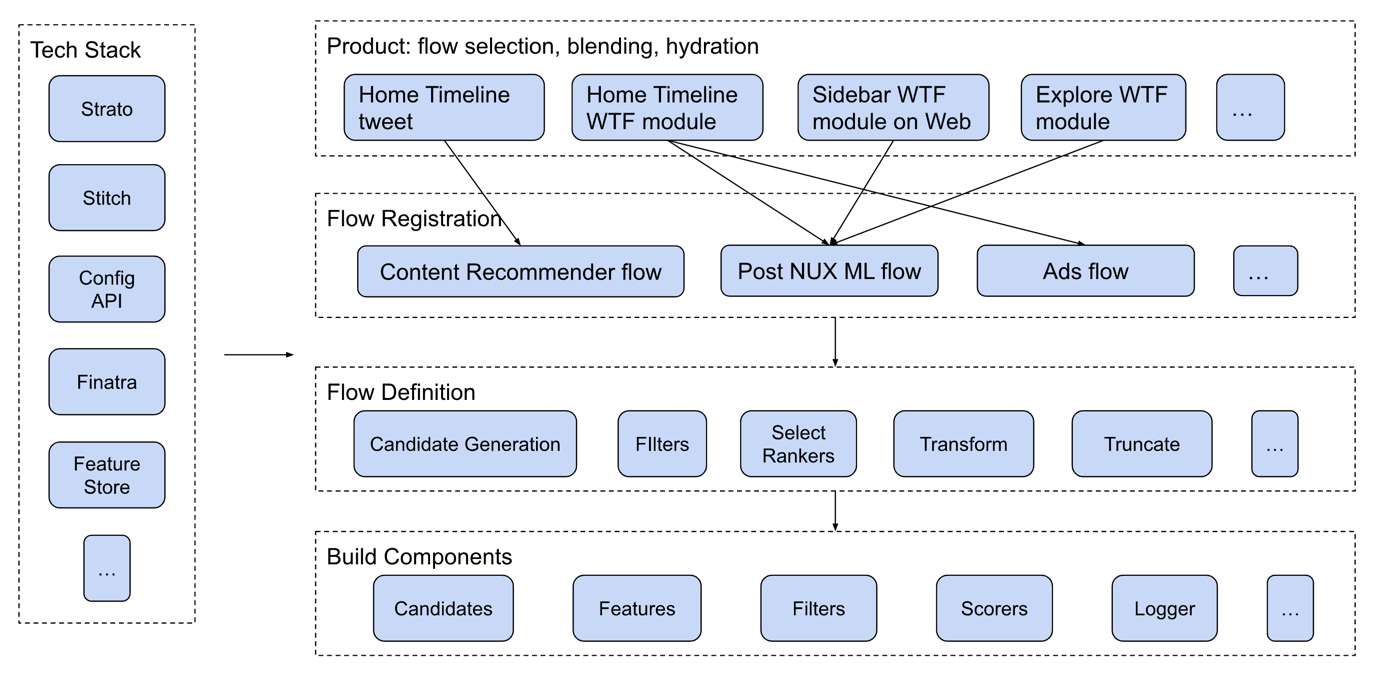 Tech Stack
Strato
Stitch
Config
API
Finatra
Feature
Store
...
Product: flow selection, blending, hydration
Home Timeline
tweet
Home Timeline
WTF module
Sidebar WTF
module on Web
Explore WTF
module
...
Flow Registration
Content Recommender flow
Post NUX ML flow
Ads flow
...
Flow Definition
Candidate Generation
FIlters
Select
Rankers
Transform
Truncate
...
Build Components
Candidates
Features
Filters
Scorers
Logger
...